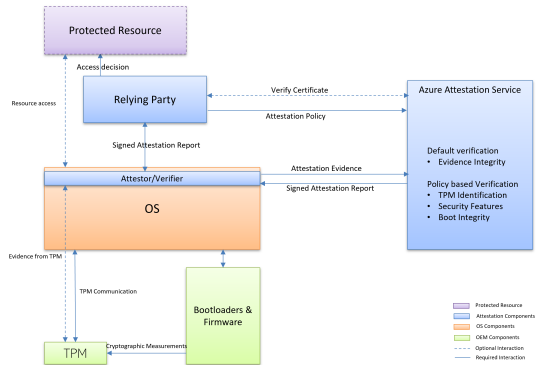 Protected Resource
Access decision
Resource access
Relying Party
Verify Certificate
Attestation Policy
Azure Attestation Service
Default verification
• Evidence Integrity
Policy based Verification
• TPM Identification
• Security Features
• Boot Integrity
Signed Attestation Report
Attestor/Verifier
Attestation Evidence
Signed Attestation Report
OS
Evidence from TPM
TPM Communication
Bootloaders &
Firmware
Cryptographic Measurements
TPM
Protected Resource
Attestation Components
OS Components
OEM Components
Optional Interaction
Required Interaction